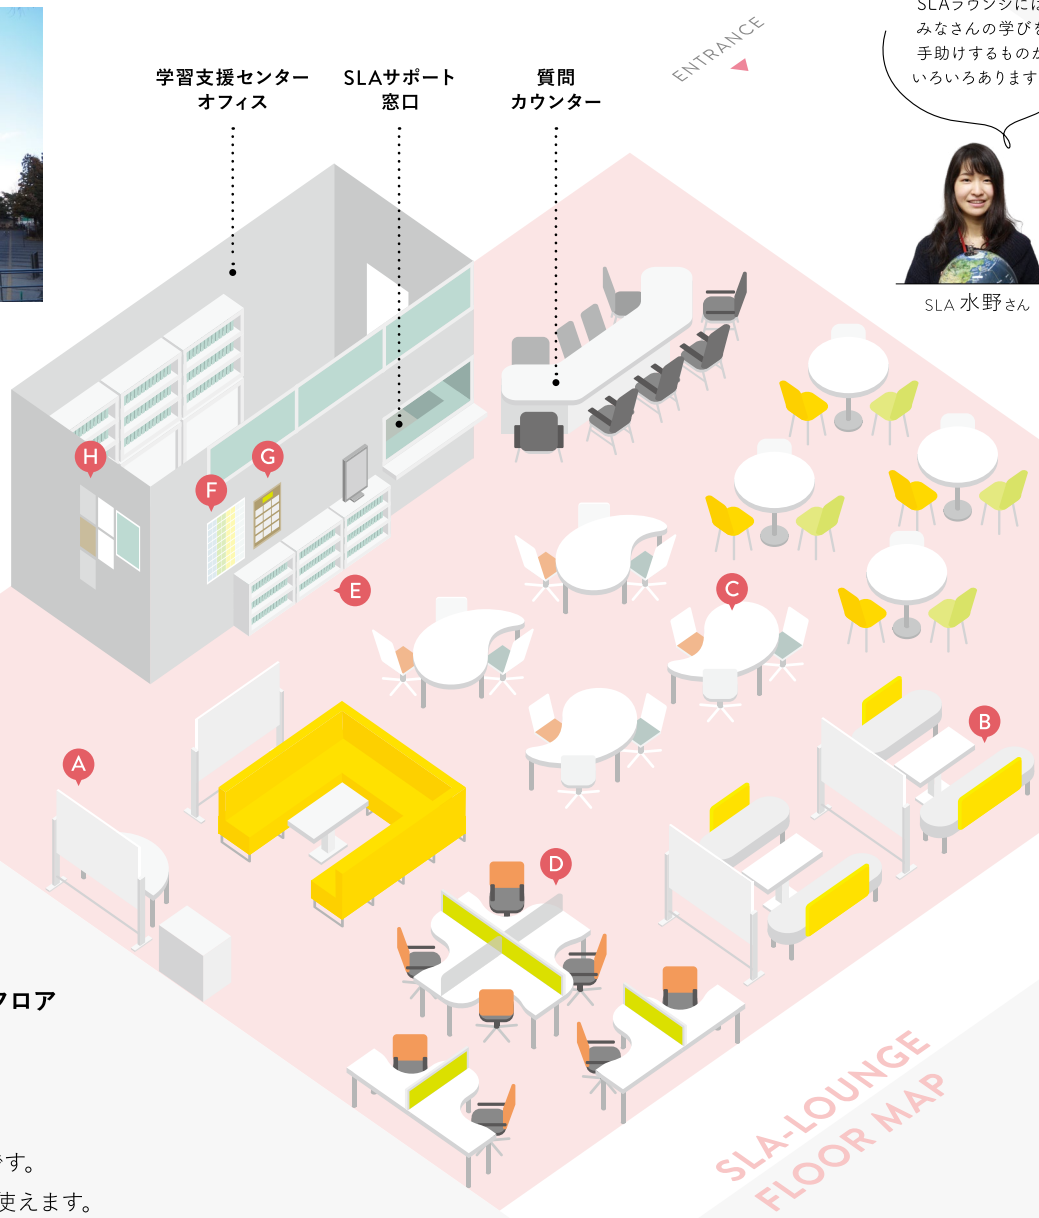 SLAラウンジには
みなさんの学びを
手助けするものが
いろいろあります
ENTRANCE
学習支援センター
オフィス
SLAサポート
窓口
質問
カウンター
SLA 水野さん
H
G
F
E
C
B
A
D
フロア
です。
使えます。
SLA-LOUNGE
FLOOR MAP